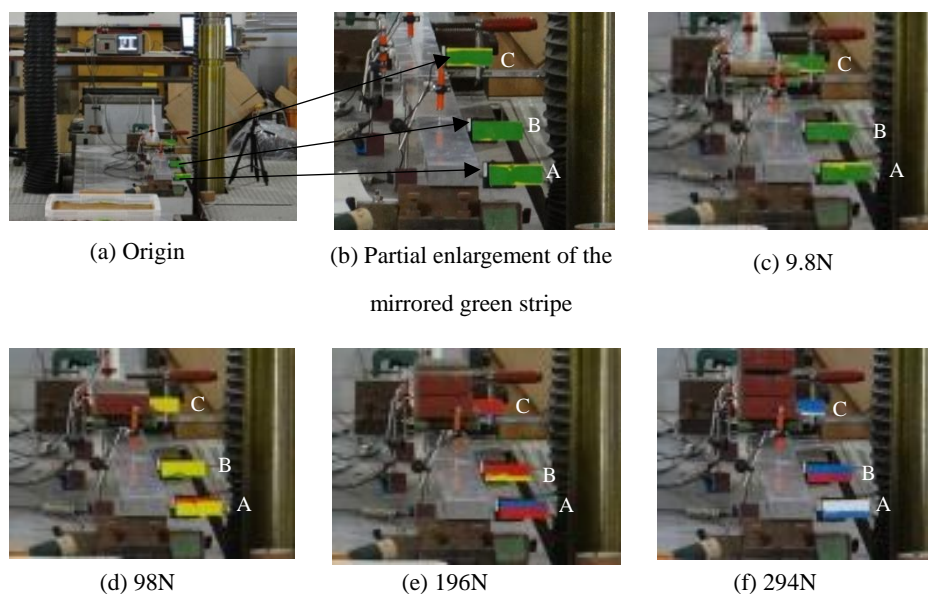 C
B
A
C
B
A
(a) Origin
(b) Partial enlargement of the
mirrored green stripe
(c) 9.8N
C
B
A
C
B
A
C
B
A
(d) 98N
(e) 196N
(f) 294N